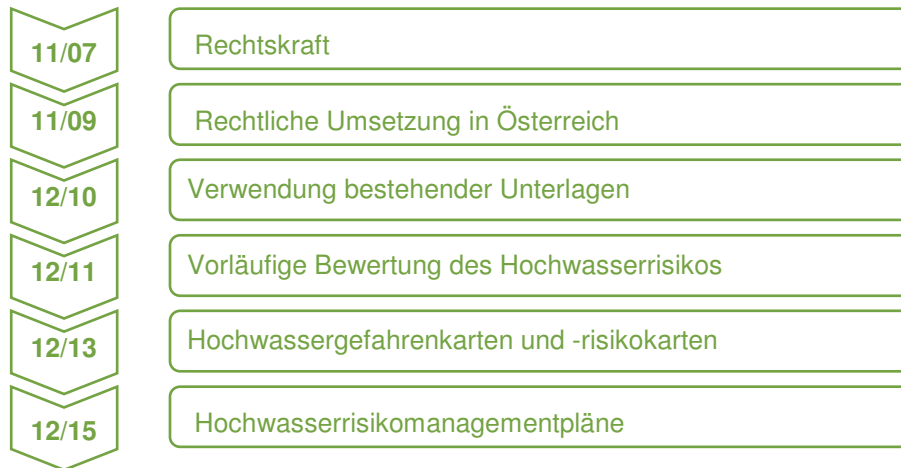 11/07 Rechtskraft
11/09 Rechtliche Umsetzung in Österreich
12/10 Verwendung bestehender Unterlagen
12/11 Vorläufige Bewertung des Hochwasserrisikos
12/13 Hochwassergefahrenkarten und -risikokarten
12/15 Hochwasserrisikomanagementpläne